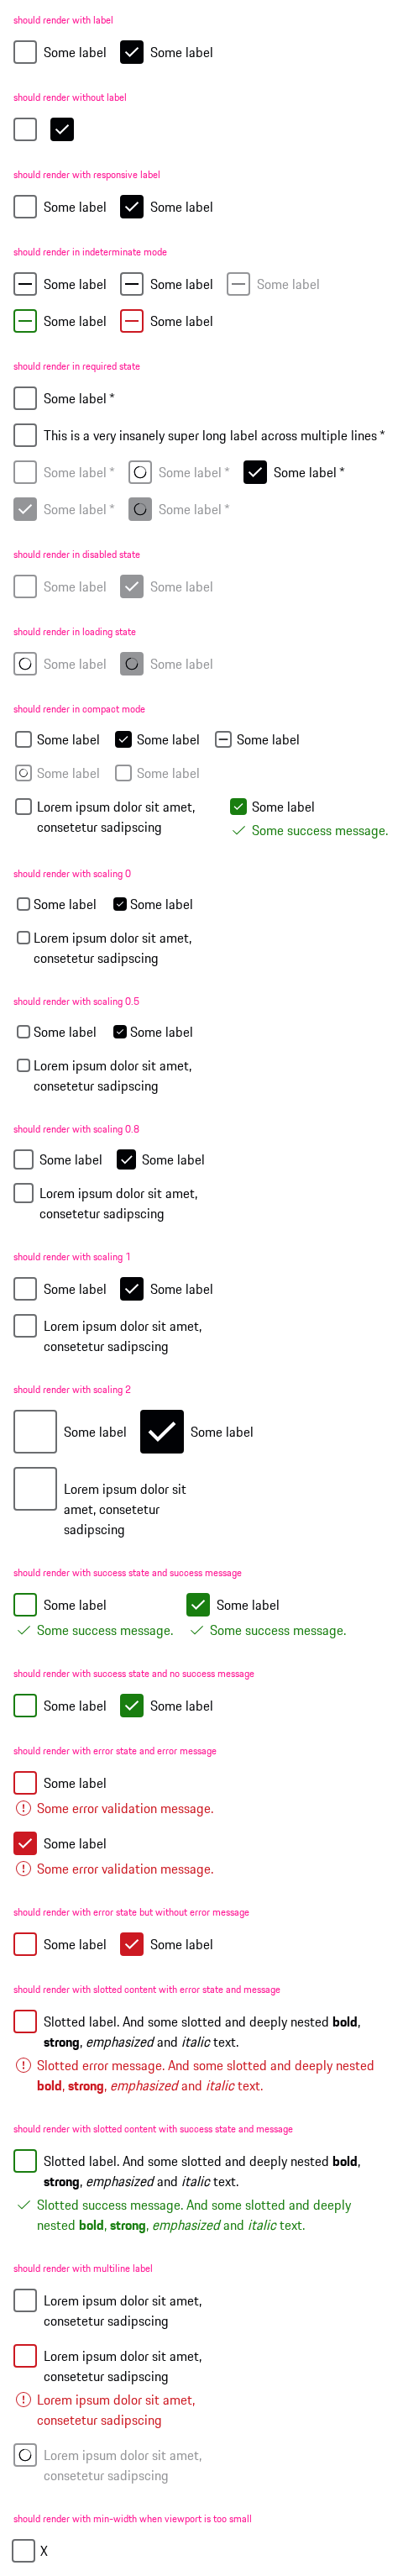 should render with label
Some label Some label
should render without label
should render with responsive label
Some label Some label
should render in indeterminate mode
Some label Some label Some label
Some label Some label
should render in required state
Some label *
This is a very insanely super long label across multiple lines *
Some label * Some label * Some label *
Some label * Some label *
should render in disabled state
Some label Some label
should render in loading state
Some label Some label
should render in compact mode
Some label Some label Some label
Some label Some label
Lorem ipsum dolor sit amet, Some label
consetetur sadipscing Some success message.
should render with scaling 0
Some label Some label
Lorem ipsum dolor sit amet,
consetetur sadipscing
should render with scaling 0.5
Some label Some label
Lorem ipsum dolor sit amet,
consetetur sadipscing
should render with scaling 0.8
Some label Some label
Lorem ipsum dolor sit amet,
consetetur sadipscing
should render with scaling 1
Some label Some label
Lorem ipsum dolor sit amet,
consetetur sadipscing
should render with scaling 2
Some label Some label
Lorem ipsum dolor sit
amet, consetetur
sadipscing
should render with success state and success message
Some label Some label
Some success message. Some success message.
should render with success state and no success message
Some label Some label
should render with error state and error message
Some label
Some error validation message.
Some label
Some error validation message.
should render with error state but without error message
Some label Some label
should render with slotted content with error state and message
Slotted label. And some slotted and deeply nested bold,
strong, emphasized and italic text.
Slotted error message. And some slotted and deeply nested
bold, strong, emphasized and italic text.
should render with slotted content with success state and message
Slotted label. And some slotted and deeply nested bold,
strong, emphasized and italic text.
Slotted success message. And some slotted and deeply
nested bold, strong, emphasized and italic text.
should render with multiline label
Lorem ipsum dolor sit amet,
consetetur sadipscing
Lorem ipsum dolor sit amet,
consetetur sadipscing
Lorem ipsum dolor sit amet,
consetetur sadipscing
Lorem ipsum dolor sit amet,
consetetur sadipscing
should render with min-width when viewport is too small
X